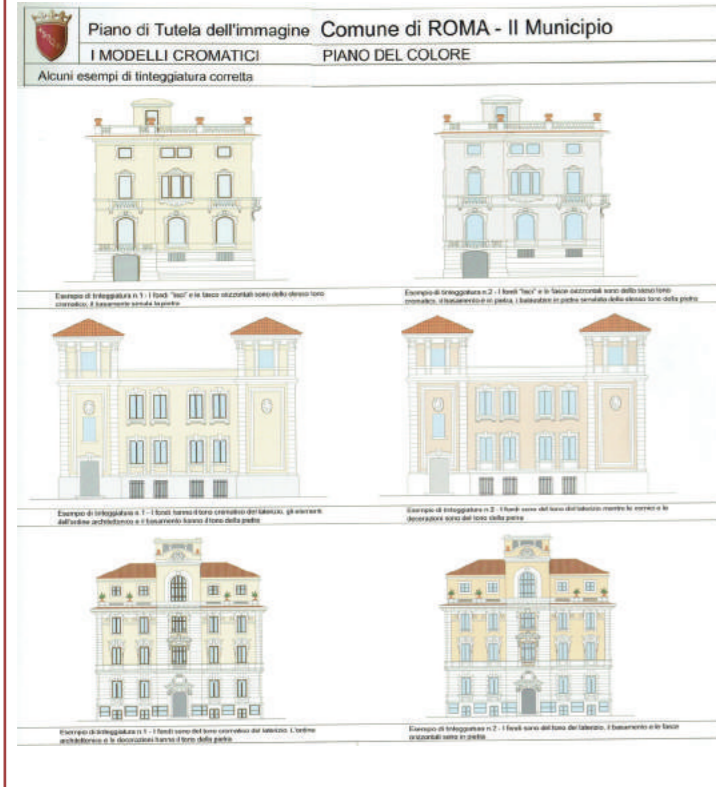 Piano di Tutela dell'immagine Comune di ROMA - II Municipio
I MODELLI CROMATICI PIANO DEL COLORE
Alcuni esempi di tinteggiatura corretta
Esempio di tinteggiatura n.1 - I fondi "lisci" e le fasce orizzontali sono dello stesso tono
cromatico, il basamento simula la pietra
Esempio di tinteggiatura n.2 - I fondi "lisci" e le fasce orizzontali sono dello stesso tono
cromatico, il basamento è in pietra, i balaustre in pietra simulata dello stesso tono della pietra
Esempio di tinteggiatura n.1 - I fondi hanno il tono cromatico del laterizio, gli elementi
dell'ordine architettonico e il basamento hanno il tono della pietra
Esempio di tinteggiatura n.2 - I fondi sono del tono del laterizio mentre le cornici e le
decorazioni sono del tono della pietra
Esempio di tinteggiatura n.1 - I fondi sono del tono cromatico del laterizio. L'ordine
architettonico e le decorazioni hanno il tono della pietra
Esempio di tinteggiatura n.2 - I fondi sono del tono del laterizio, il basamento e le fasce
orizzontali sono in pietra